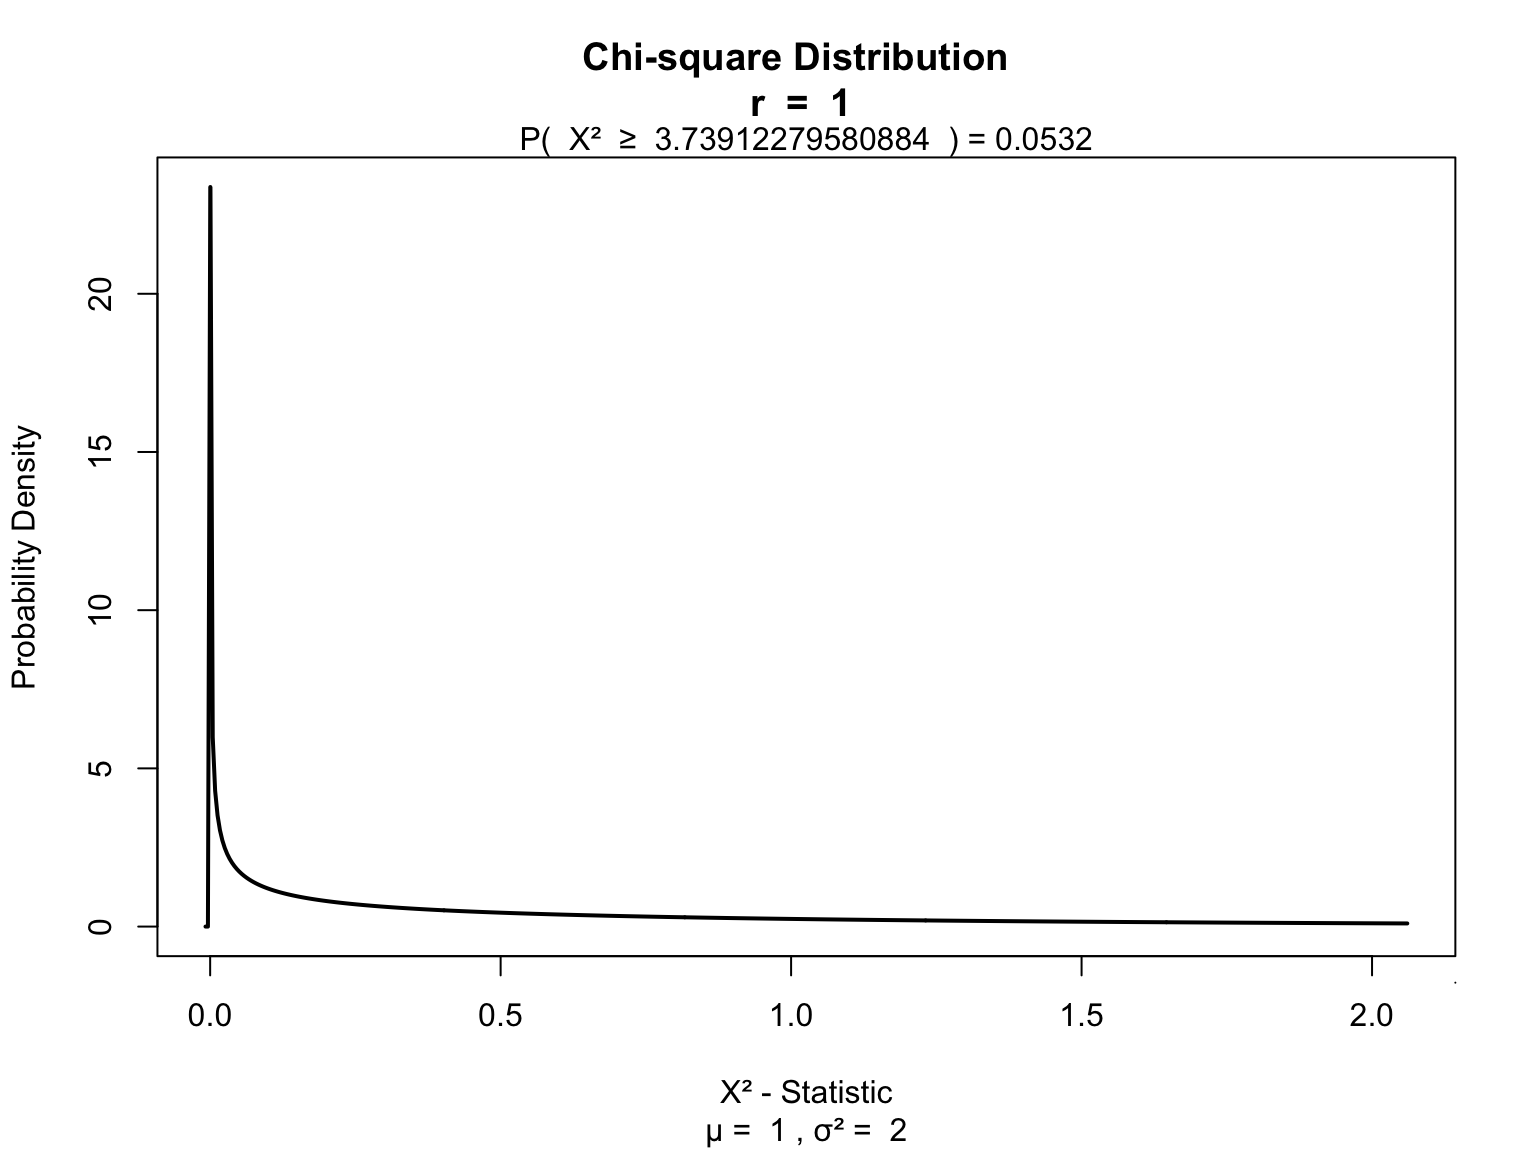 Chi-square Distribution
r = 1
P( X² ≥ 3.73912279580884 ) = 0.0532
Probability Density
20
15
10
5
0
0.0 0.5 1.0 1.5 2.0
X² - Statistic
μ = 1 , σ² = 2